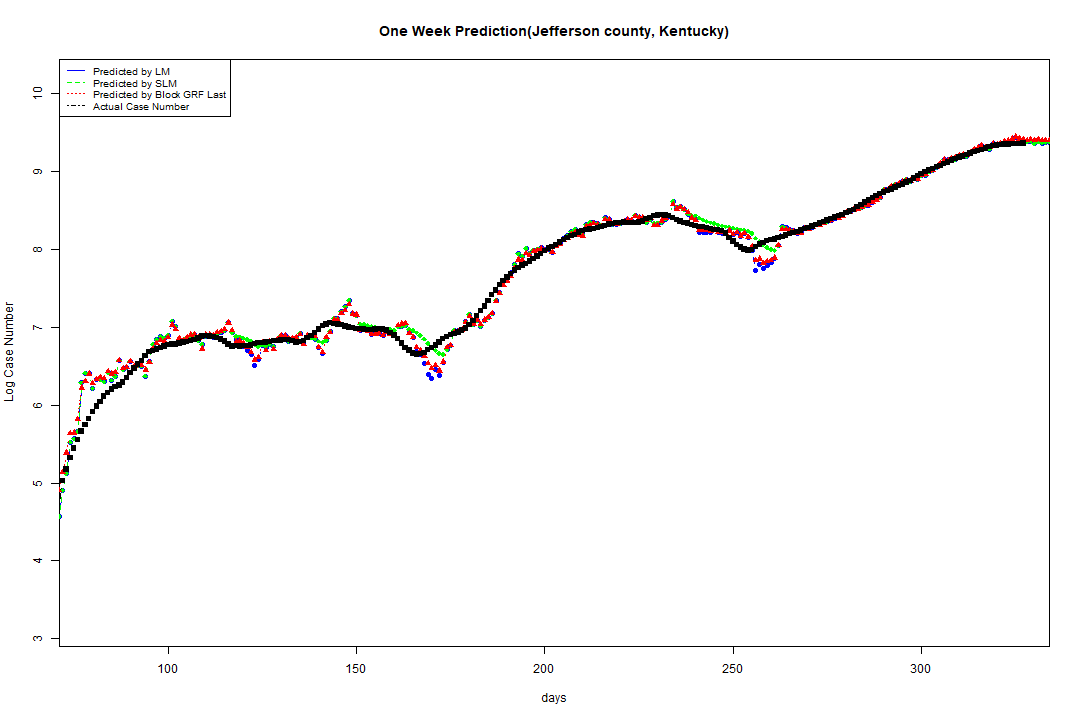 One Week Prediction(Jefferson county, Kentucky)
Predicted by LM
Predicted by SLM
Predicted by Block GRF Last
Actual Case Number
10
9
8
7
6
5
4
3
Log Case Number
100 150 200 250 300
days